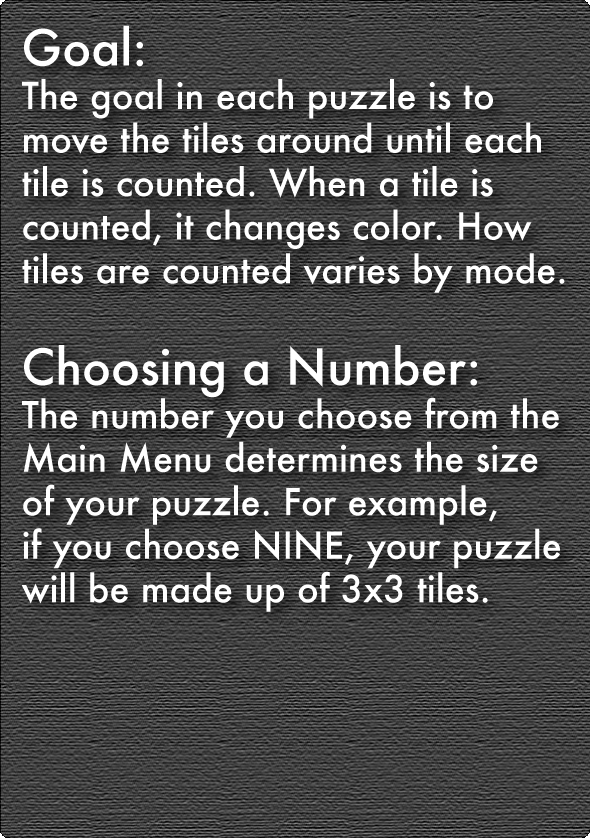 Goal:
The goal in each puzzle is to
move the tiles around until each
tile is counted. When a tile is
counted, it changes color. How
tiles are counted varies by mode.
Choosing a Number:
The number you choose from the
Main Menu determines the size
of your puzzle. For example,
if you choose NINE, your puzzle
will be made up of 3x3 tiles.